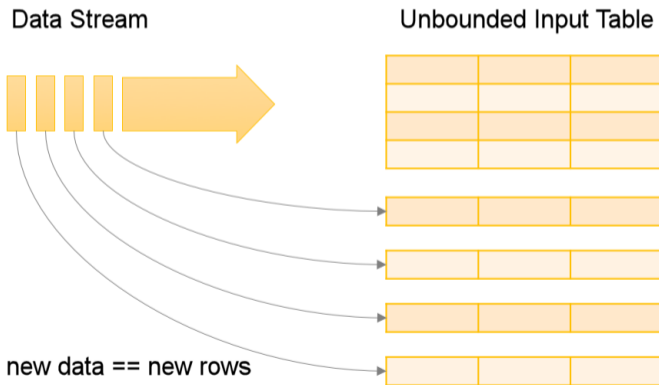 Data Stream
Unbounded Input Table
new data == new rows